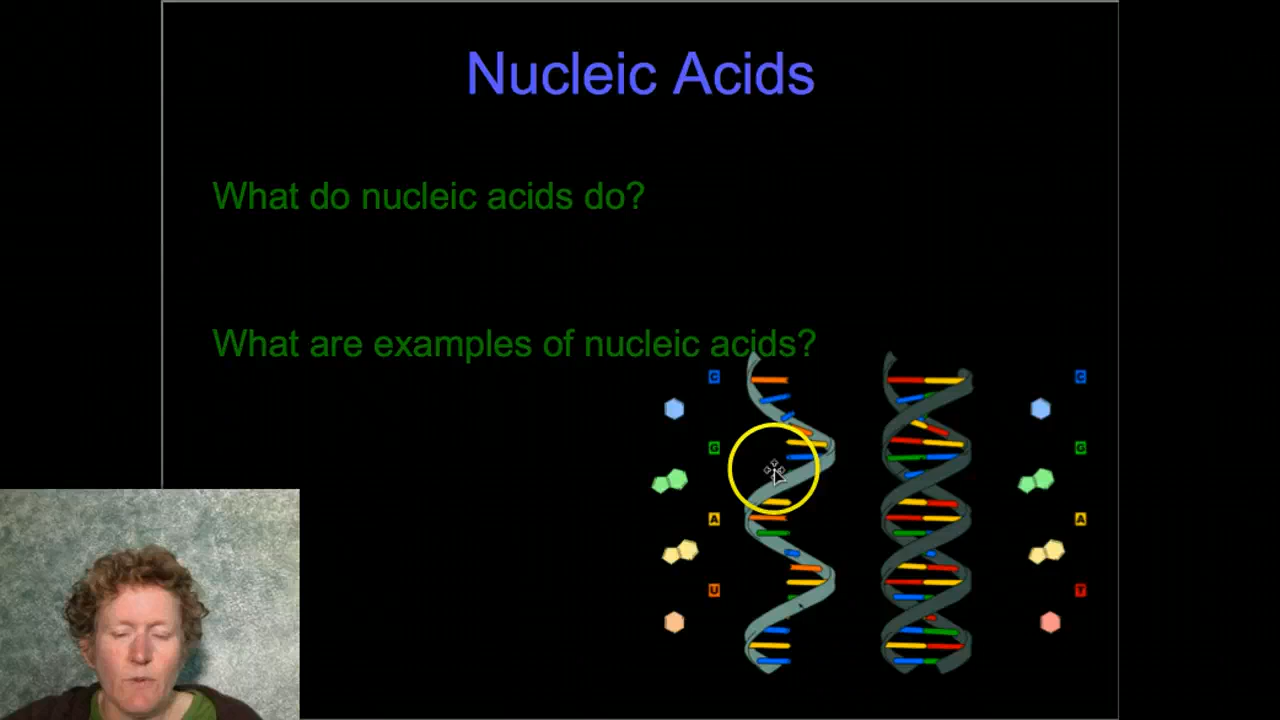 Nucleic Acids
What do nucleic acids do?
What are examples of nucleic acids?
C
G
A
U
C
G
A
T